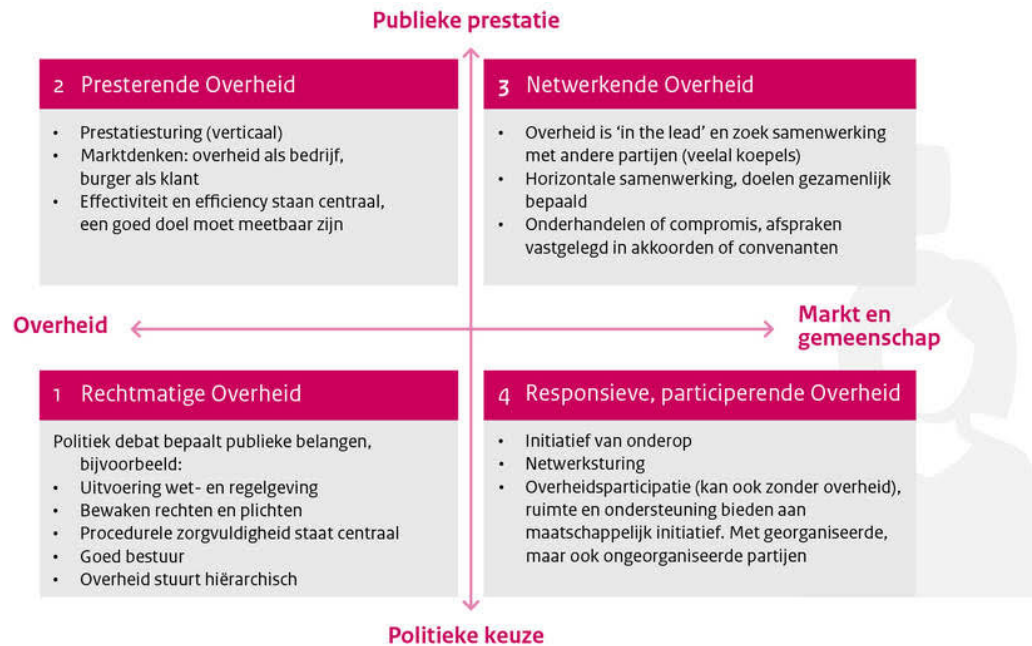 Publieke prestatie
2 Presterende Overheid
• Prestatiesturing (verticaal)
• Marktdenken: overheid als bedrijf,
burger als klant
• Effectiviteit en efficiency staan centraal,
een goed doel moet meetbaar zijn
3 Netwerkende Overheid
• Overheid is ‘in the lead’ en zoek samenwerking
met andere partijen (veelal koepels)
• Horizontale samenwerking, doelen gezamenlijk
bepaald
• Onderhandelen of compromis, afspraken
vastgelegd in akkoorden of convenanten
Overheid
Markt en
gemeenschap
1 Rechtmatige Overheid
Politiek debat bepaalt publieke belangen,
bijvoorbeeld:
• Uitvoering wet- en regelgeving
• Bewaken rechten en plichten
• Procedurele zorgvuldigheid staat centraal
• Goed bestuur
• Overheid stuurt hiërarchisch
4 Responsieve, participerende Overheid
• Initiatief van onderop
• Netwerksturing
• Overheidsparticipatie (kan ook zonder overheid),
ruimte en ondersteuning bieden aan
maatschappelijk initiatief. Met georganiseerde,
maar ook ongeorganiseerde partijen
Politieke keuze